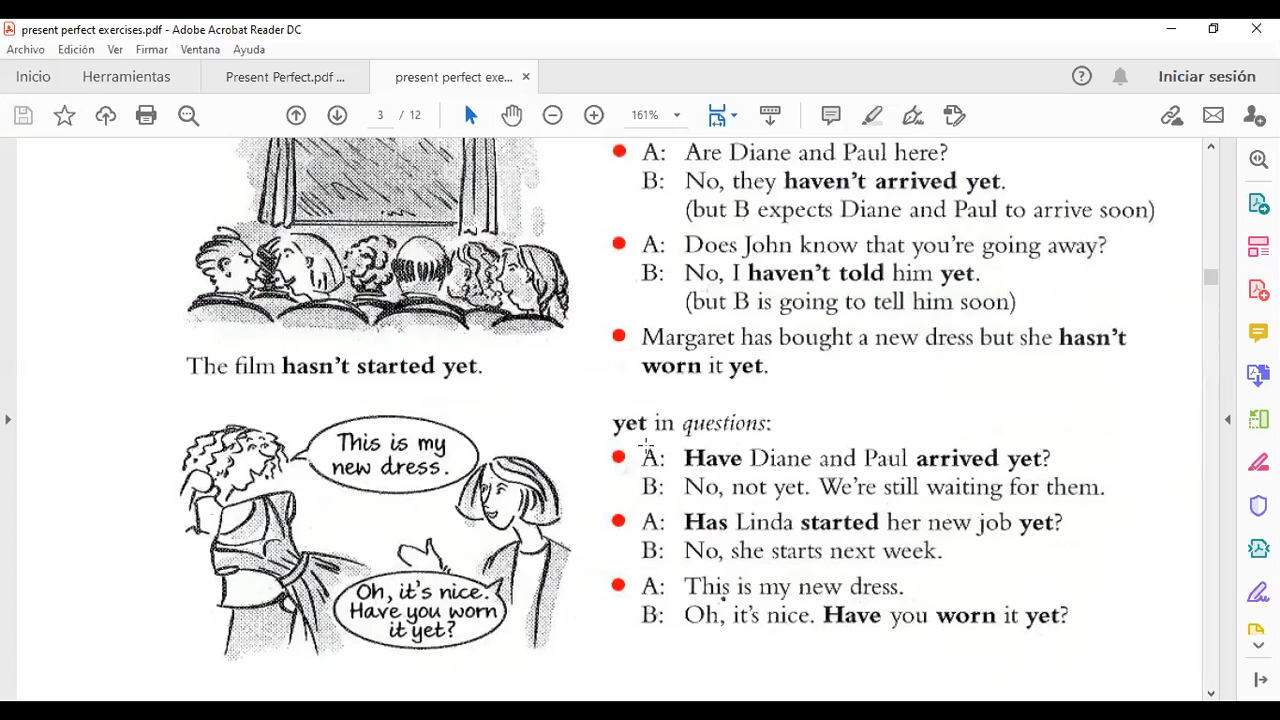 present perfect exercises.pdf - Adobe Acrobat Reader DC
Archivo Edición Ver Firmar Ventana Ayuda
Inicio Herramientas Present Perfect.pdf ... present perfect exe... ×
3 / 12 161%
Iniciar sesión
A: Are Diane and Paul here?
B: No, they haven't arrived yet.
(but B expects Diane and Paul to arrive soon)
A: Does John know that you're going away?
B: No, I haven't told him yet.
(but B is going to tell him soon)
Margaret has bought a new dress but she hasn't
worn it yet.
The film hasn't started yet.
This is my
new dress.
Oh, it's nice.
Have you worn
it yet?
yet in questions:
A: Have Diane and Paul arrived yet?
B: No, not yet. We're still waiting for them.
A: Has Linda started her new job yet?
B: No, she starts next week.
A: This is my new dress.
B: Oh, it's nice. Have you worn it yet?